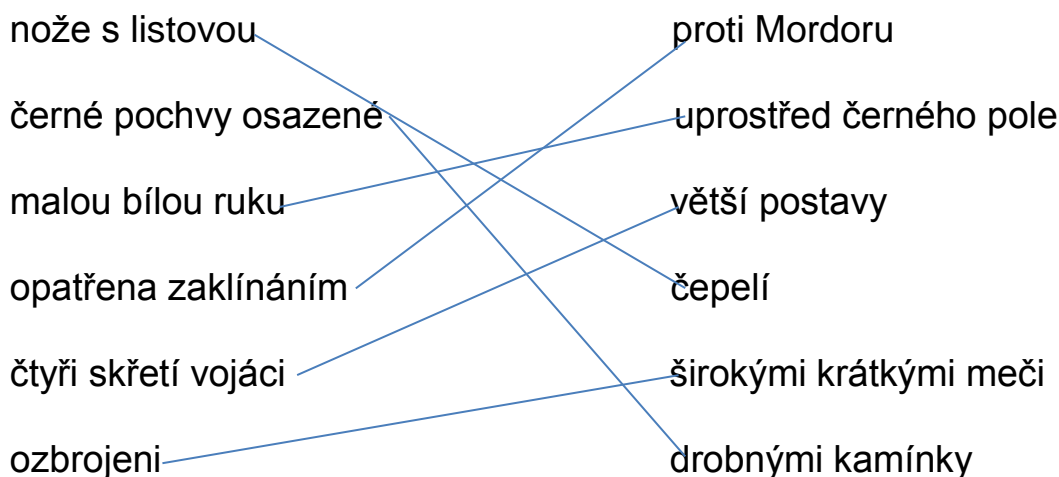 nože s listovou proti Mordoru
černé pochvy osazené uprostřed černého pole
malou bílou ruku větší postavy
opatřena zaklínáním čepelí
čtyři skřetí vojáci širokými krátkými meči
ozbrojeni drobnými kamínky